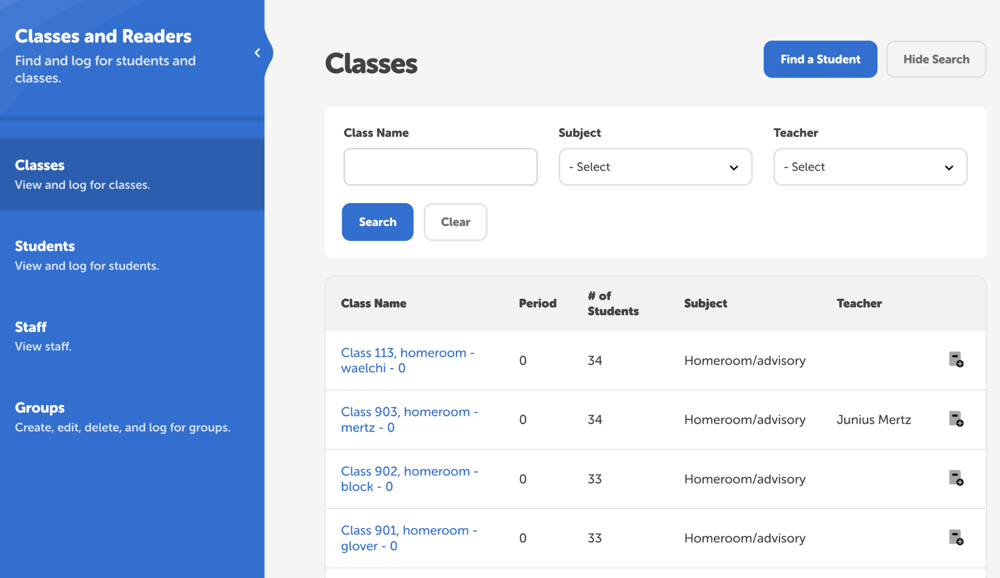 Classes and Readers
Find and log for students and
classes.
Classes
View and log for classes.
Students
View and log for students.
Staff
View staff.
Groups
Create, edit, delete, and log for groups.
Classes
Find a Student
Hide Search
Class Name
Subject
Teacher
- Select
- Select
Search
Clear
Class Name
Period
# of
Students
Subject
Teacher
Class 113, homeroom -
waelchi - 0
0
34
Homeroom/advisory
Class 903, homeroom -
mertz - 0
0
34
Homeroom/advisory
Junius Mertz
Class 902, homeroom -
block - 0
0
33
Homeroom/advisory
Class 901, homeroom -
glover - 0
0
33
Homeroom/advisory